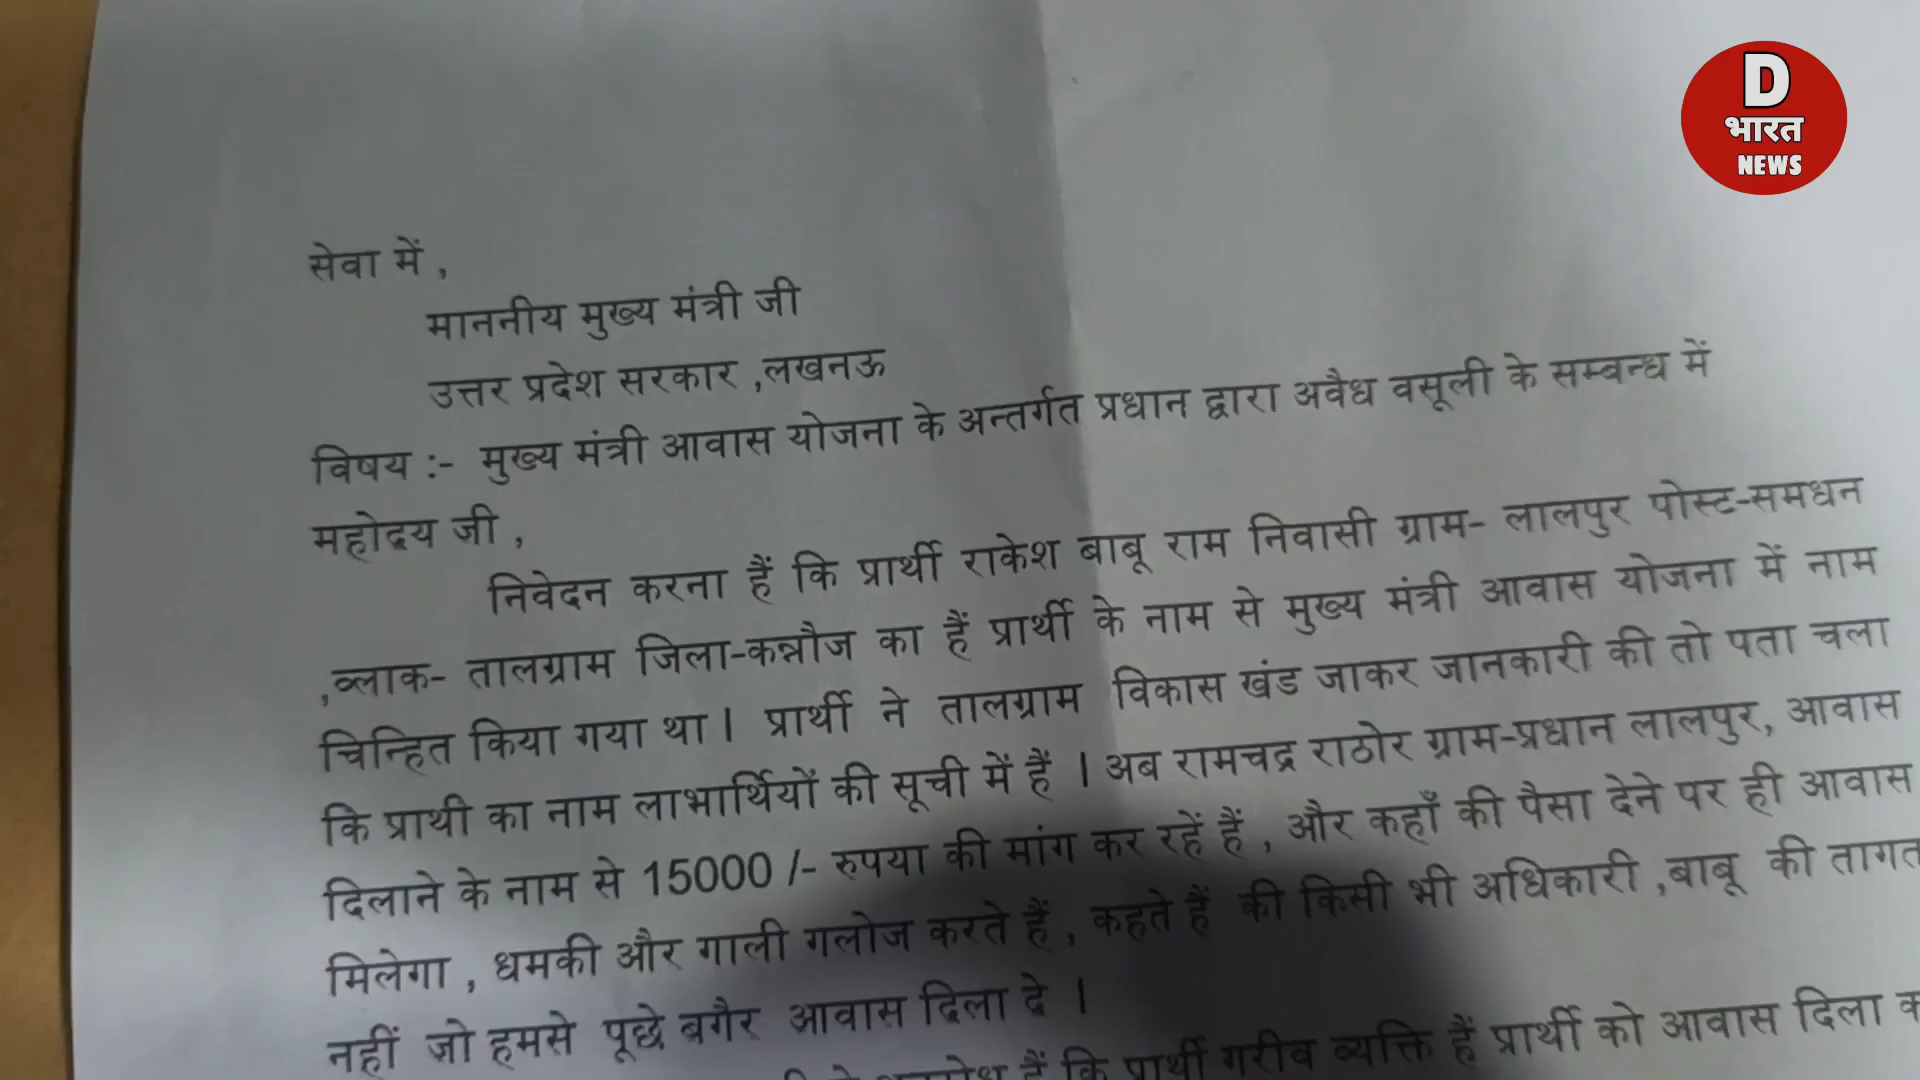 D
भारत
NEWS
सेवा में ,
माननीय मुख्य मंत्री जी
उत्तर प्रदेश सरकार ,लखनऊ
विषय :- मुख्य मंत्री आवास योजना के अन्तर्गत प्रधान द्वारा अवैध वसूली के सम्बन्ध में
महोदय जी ,
निवेदन करना हैं कि प्रार्थी राकेश बाबू राम निवासी ग्राम- लालपुर पोस्ट-समधन
,ब्लाक- तालग्राम जिला-कन्नौज का हैं प्रार्थी के नाम से मुख्य मंत्री आवास योजना में नाम
चिन्हित किया गया था। प्रार्थी ने तालग्राम विकास खंड जाकर जानकारी की तो पता चला
कि प्राथी का नाम लाभार्थियों की सूची में हैं । अब रामचद्र राठोर ग्राम-प्रधान लालपुर, आवास
दिलाने के नाम से 15000 /- रुपया की मांग कर रहें हैं , और कहाँ की पैसा देने पर ही आवास
मिलेगा , धमकी और गाली गलोज करते हैं , कहते हैं की किसी भी अधिकारी ,बाबू की तागत
नहीं जो हमसे पूछे बगैर आवास दिला दे ।
हैं कि प्रार्थी गरीब व्यक्ति हैं प्रार्थी को आवास दिला